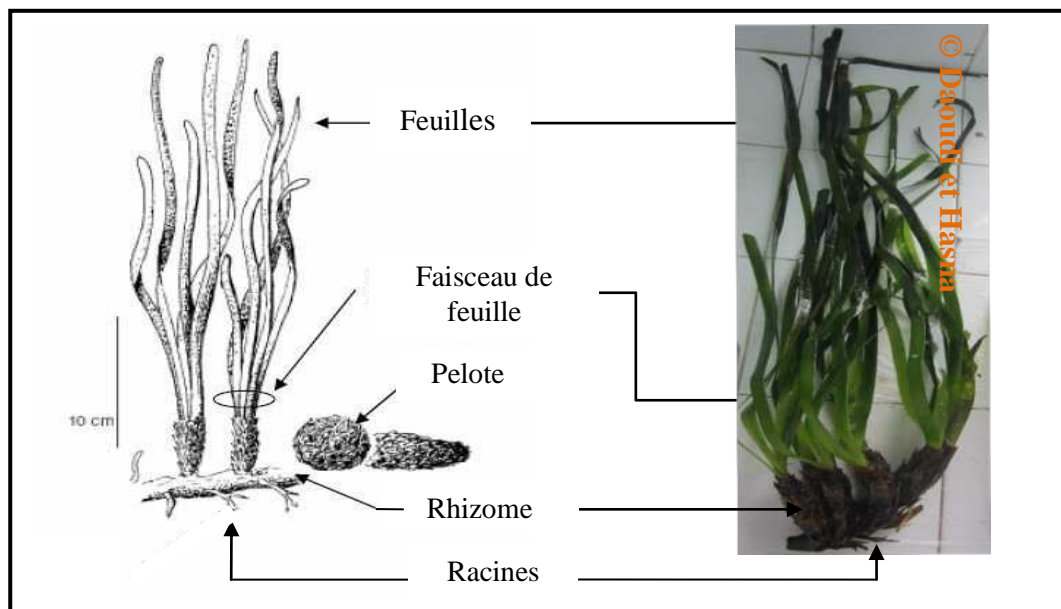 Feuilles
Faisceau de
feuille
Pelote
10 cm
Rhizome
Racines
© Daoudi et Hasna